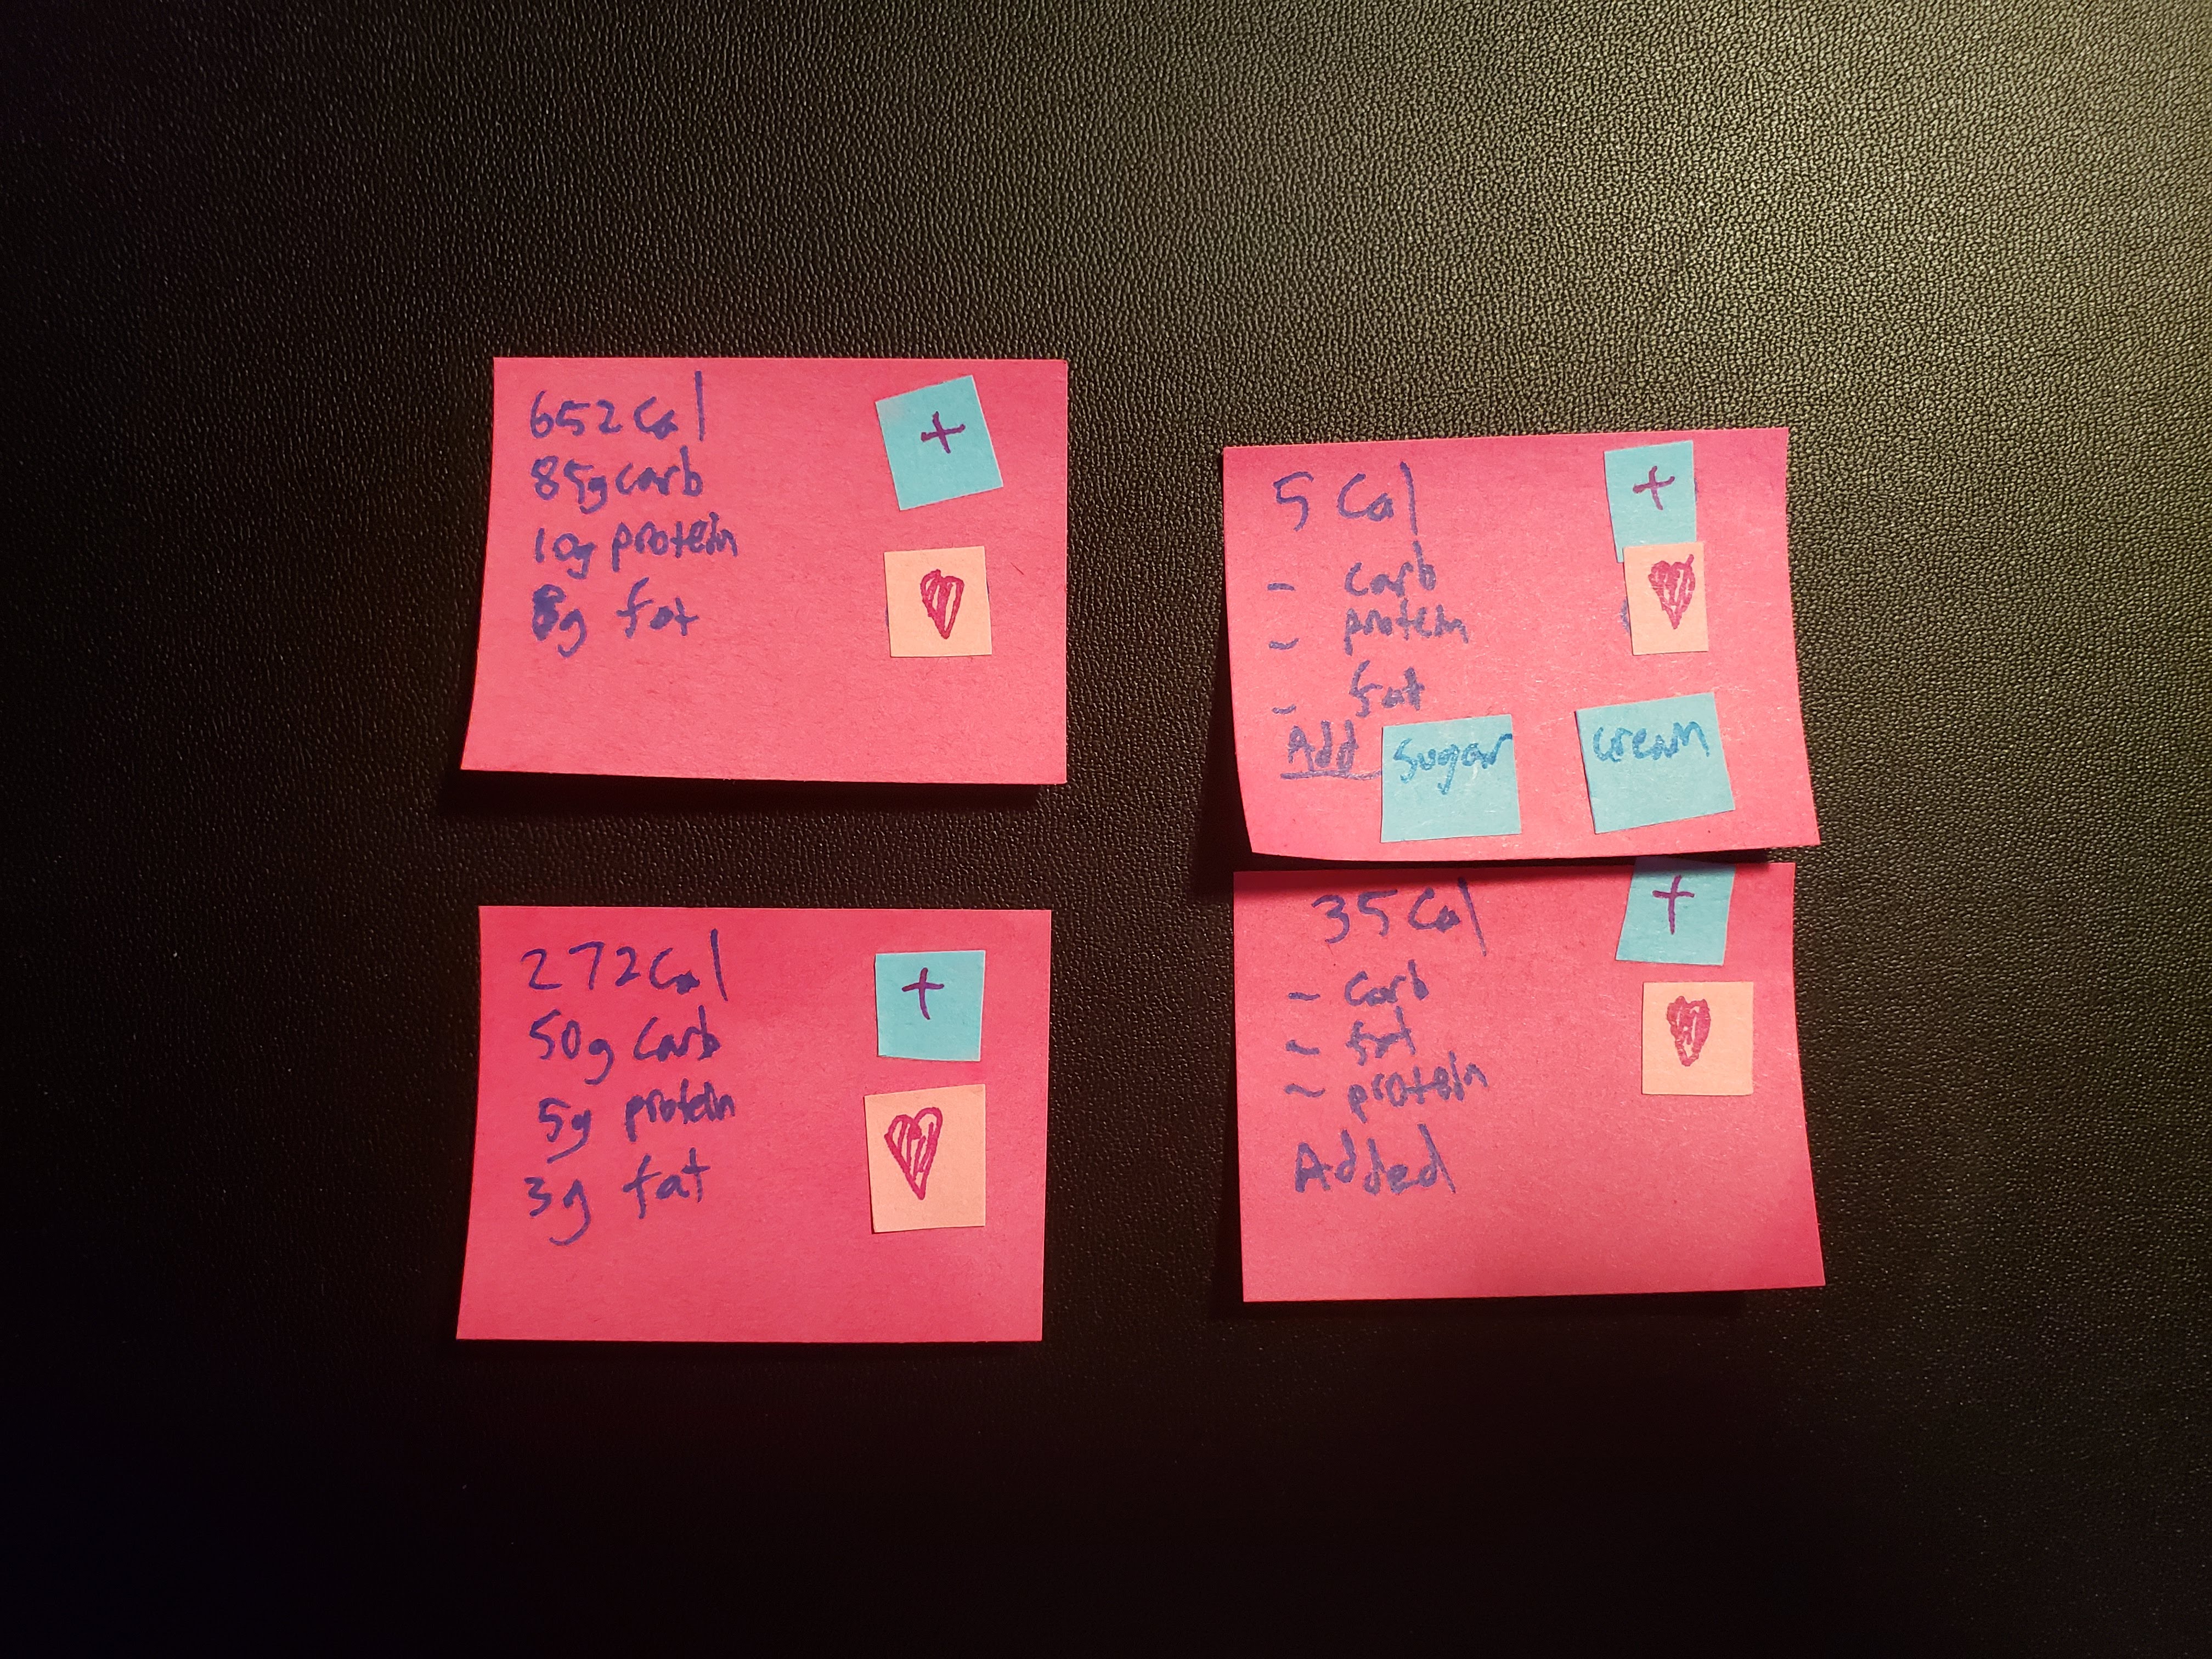 652 Cal
85g carb
10g protein
8g fat
+
272 Cal
50g carb
5g protein
3g fat
+
5 Cal
- carb
- protein
- fat
Add sugar cream
+
35 Cal
- carb
- fat
- protein
Added
+